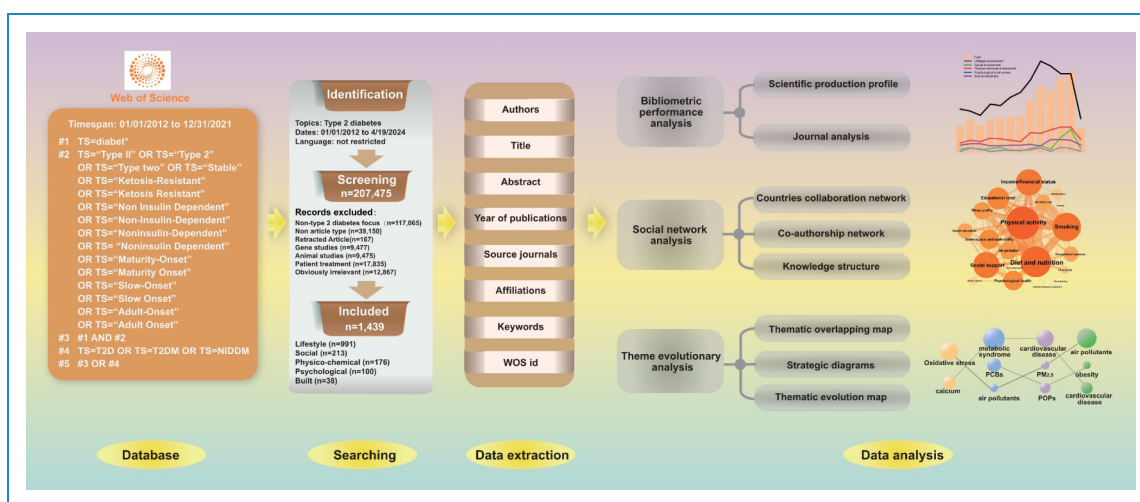 Web of Science
Timespan: 01/01/2012 to 12/31/2021
#1 TS=diabet*
#2 TS="Type II" OR TS="Type 2"
OR TS="Type two" OR TS="Stable"
OR TS="Ketosis-Resistant"
OR TS="Ketosis Resistant"
OR TS="Non Insulin Dependent"
OR TS="Non-Insulin-Dependent"
OR TS="Noninsulin-Dependent"
OR TS= "Noninsulin Dependent"
OR TS="Maturity-Onset"
OR TS="Maturity Onset"
OR TS="Slow-Onset"
OR TS="Slow Onset"
OR TS="Adult-Onset"
OR TS="Adult Onset"
#3 #1 AND #2
#4 TS=T2D OR TS=T2DM OR TS=NIDDM
#5 #3 OR #4
Database
Identification
Topics: Type 2 diabetes
Dates: 01/01/2012 to 4/19/2024
Language: not restricted
Screening
n=207,475
Records excluded:
Non-type 2 diabetes focus (n=117,065)
Non article type (n=39,150)
Retracted Article(n=167)
Gene studies (n=9,477)
Animal studies (n=9,475)
Patient treatment (n=17,835)
Obviously irrelevant (n=12,867)
Included
n=1,439
Lifestyle (n=991)
Social (n=213)
Physico-chemical (n=176)
Psychological (n=100)
Built (n=38)
Searching
Authors
Title
Abstract
Year of publications
Source journals
Affiliations
Keywords
WOS id
Data extraction
Bibliometric
performance
analysis
Scientific production profile
Journal analysis
Social network
analysis
Countries collaboration network
Co-authorship network
Knowledge structure
Income/financial status
Educational level
Physical activity
Smoking
Social support
Diet and nutrition
Psychological health
Theme evolutionary
analysis
Thematic overlapping map
Strategic diagrams
Thematic evolution map
metabolic
syndrome
cardiovascular
disease
air pollutants
Oxidative stress
PCBs
PM2.5
obesity
calcium
air pollutants
POPs
cardiovascular
disease
Data analysis